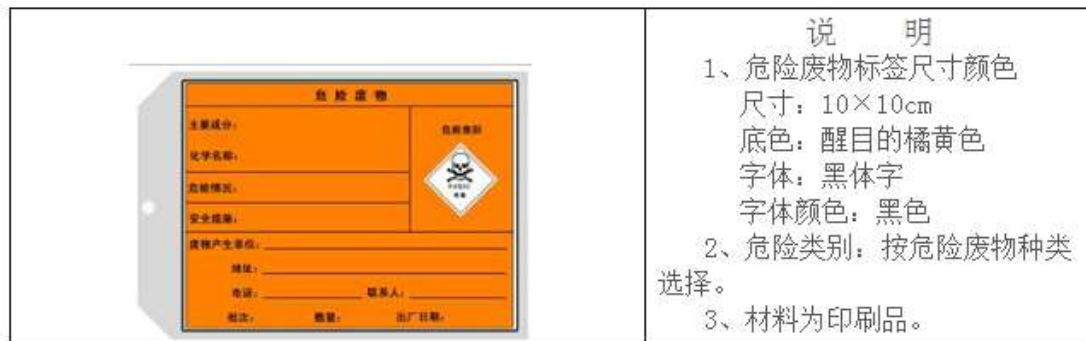 危险废物
主要成分：
化学名称：
危险情况：
安全措施：
危险类别
TOXIC
有毒
废物产生单位：
地址：
电话： 联系人：
批次： 数量： 出厂日期：
说 明
1、危险废物标签尺寸颜色
尺寸：10×10cm
底色：醒目的橘黄色
字体：黑体字
字体颜色：黑色
2、危险类别：按危险废物种类
选择。
3、材料为印刷品。